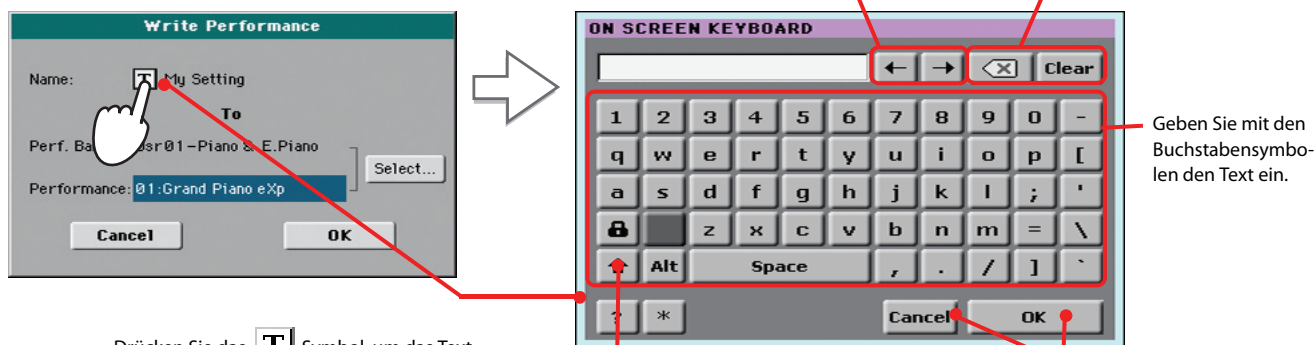 Write Performance
Name: T My Setting
To
Perf. Ba sr01-Piano & E.Piano
Select...
Performance: 01:Grand Piano eXp
Cancel OK
ON SCREEN KEYBOARD
← → Clear
1 2 3 4 5 6 7 8 9 0 -
q w e r t y u i o p [
a s d f g h j k l ; '
z x c v b n m = \
Alt Space , . / ] `
? *
Cancel OK
Geben Sie mit den
Buchstabensymbo-
len den Text ein.
Drücken Sie das T Symbol, um das Text-